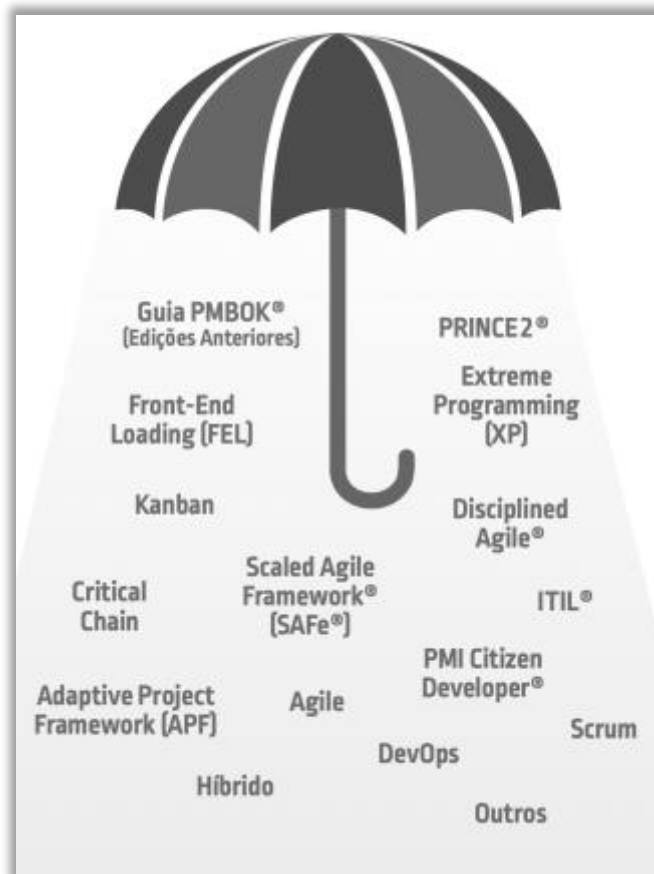 Guia PMBOK®
(Edições Anteriores)
PRINCE2®
Extreme
Programming
(XP)
Front-End
Loading (FEL)
Kanban
Disciplined
Agile®
Scaled Agile
Framework®
(SAFe®)
Critical
Chain
ITIL®
PMI Citizen
Developer®
Adaptive Project
Framework (APF)
Agile
Scrum
DevOps
Híbrido
Outros